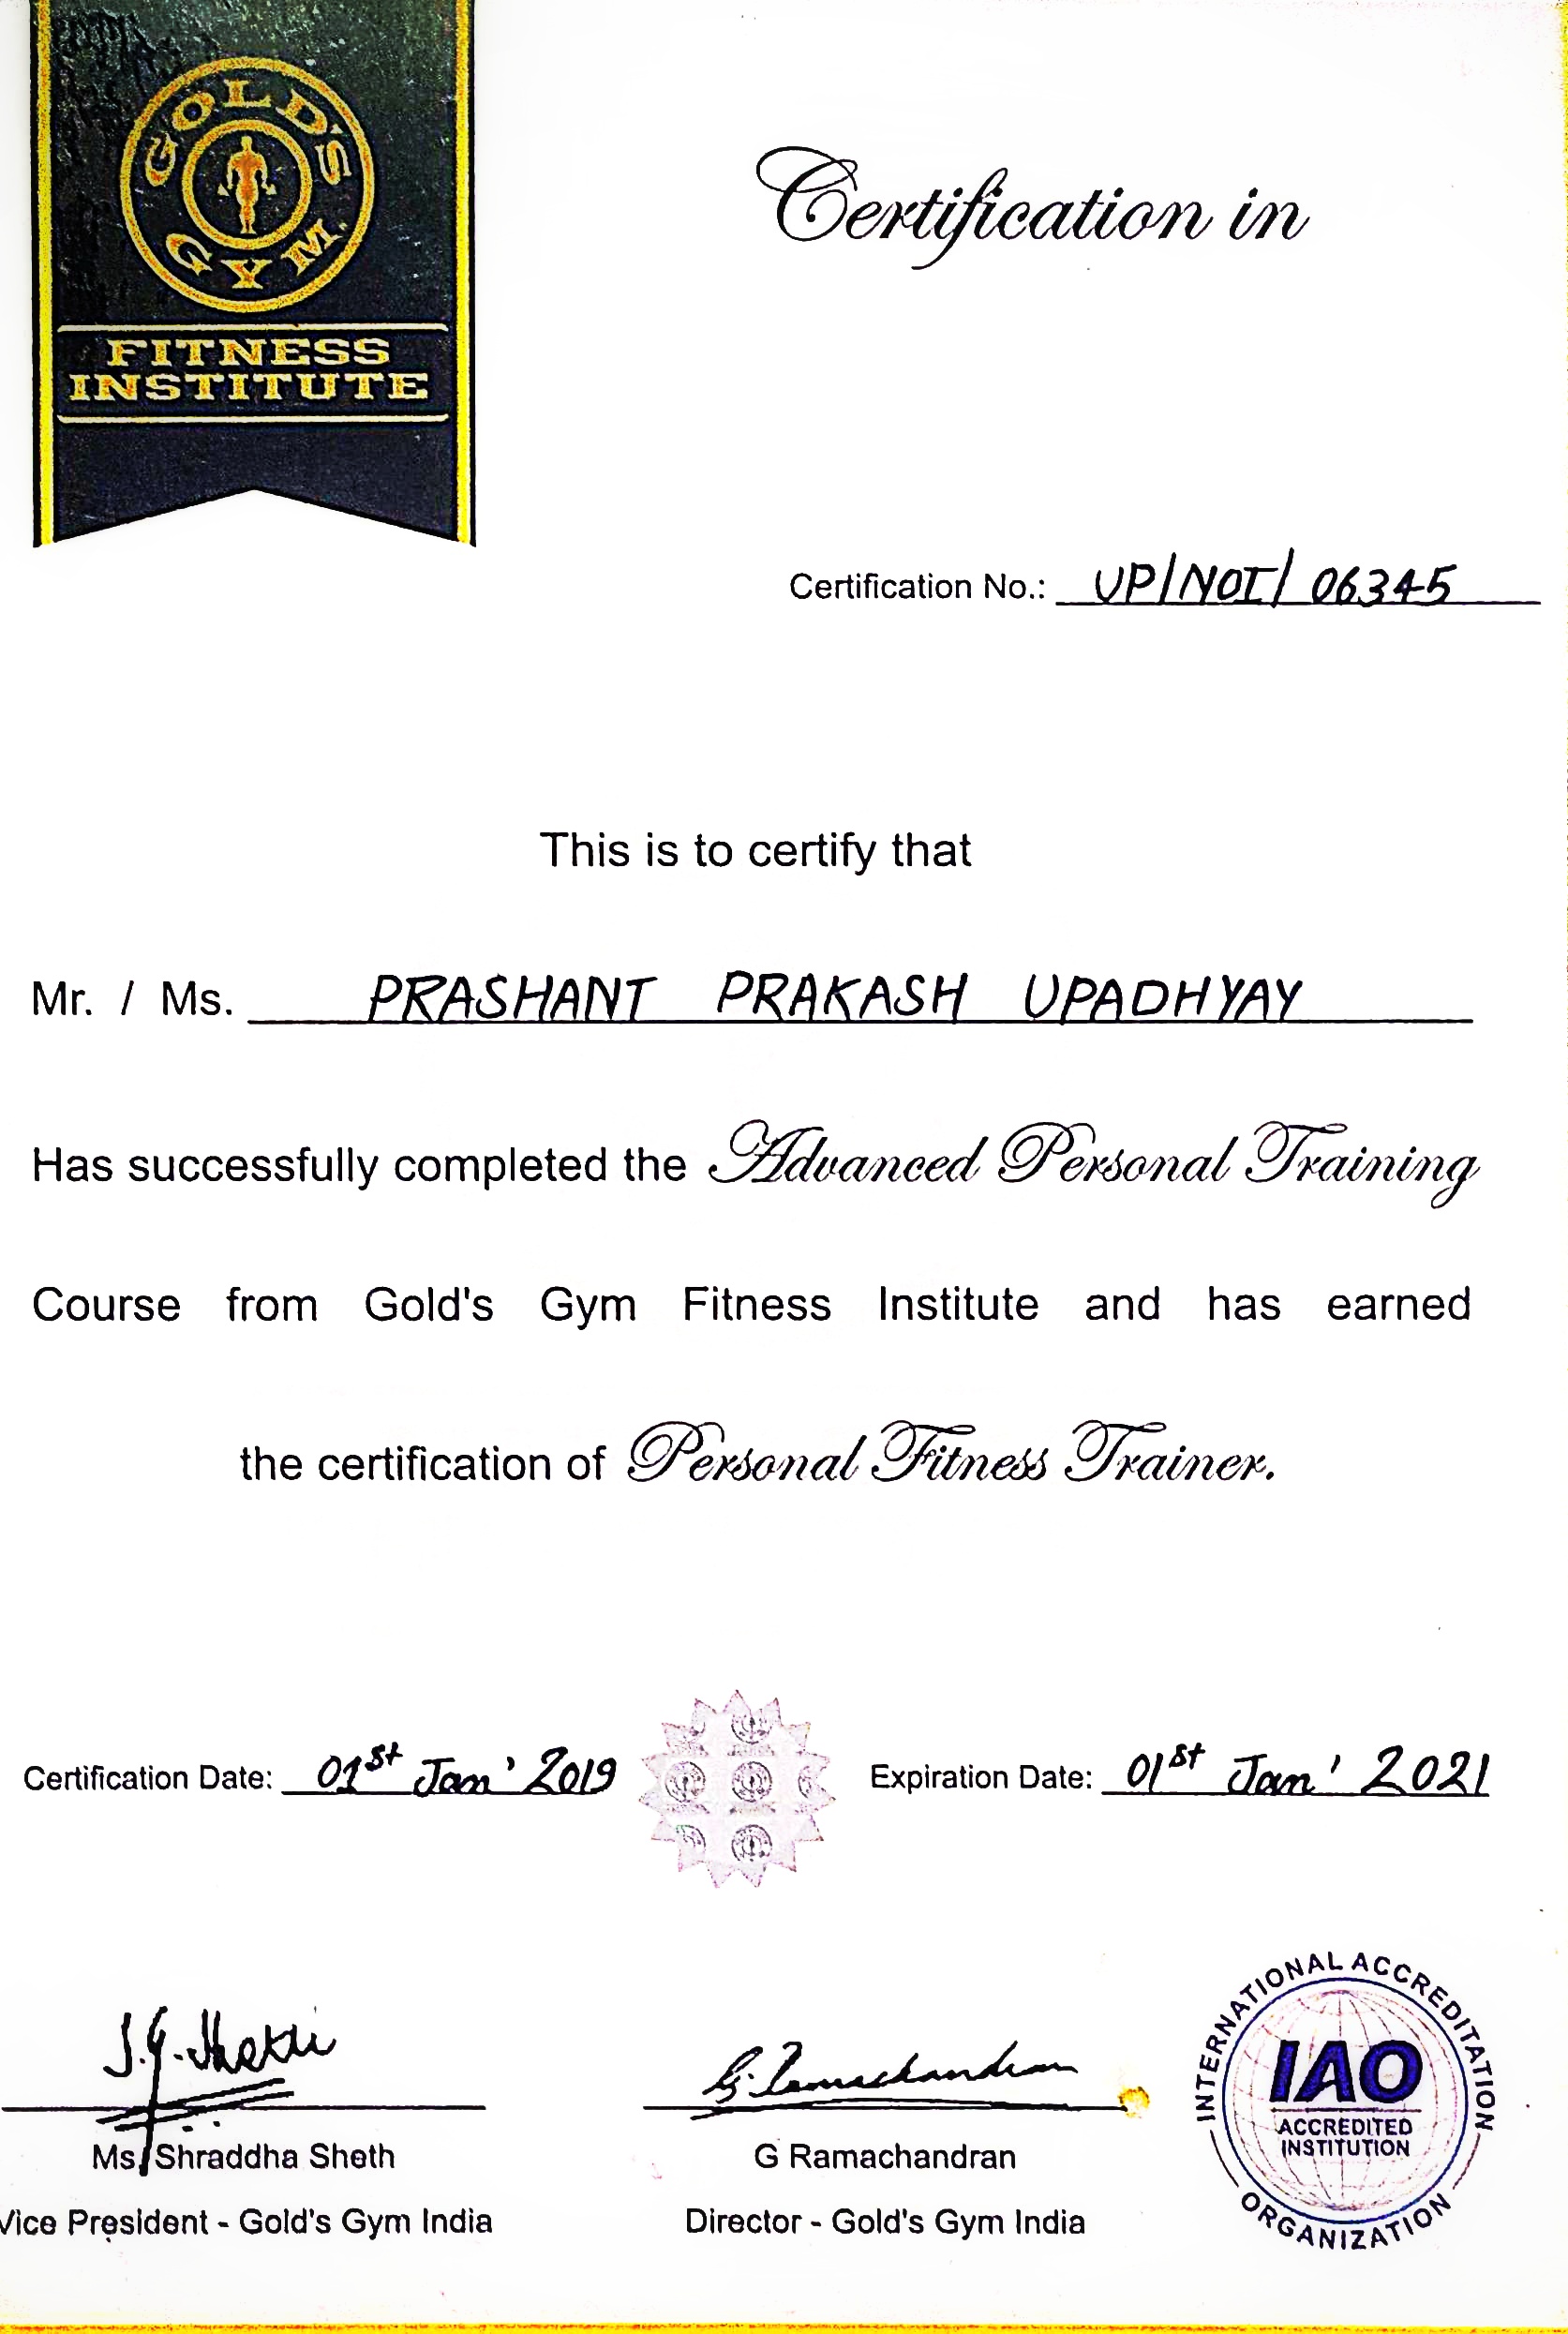 GOLD'S GYM
FITNESS
INSTITUTE
Certification in
Certification No.: UP/NOI/06345
This is to certify that
Mr. / Ms. PRASHANT PRAKASH UPADHYAY
Has successfully completed the Advanced Personal Training
Course from Gold's Gym Fitness Institute and has earned
the certification of Personal Fitness Trainer.
Certification Date: 01st Jan' 2019 Expiration Date: 01st Jan' 2021
S.G. Sheth G. Ramachandran
Ms. Shraddha Sheth G Ramachandran
Vice President - Gold's Gym India Director - Gold's Gym India
INTERNATIONAL ACCREDITATION
IAO
ACCREDITED
INSTITUTION
ORGANIZATION